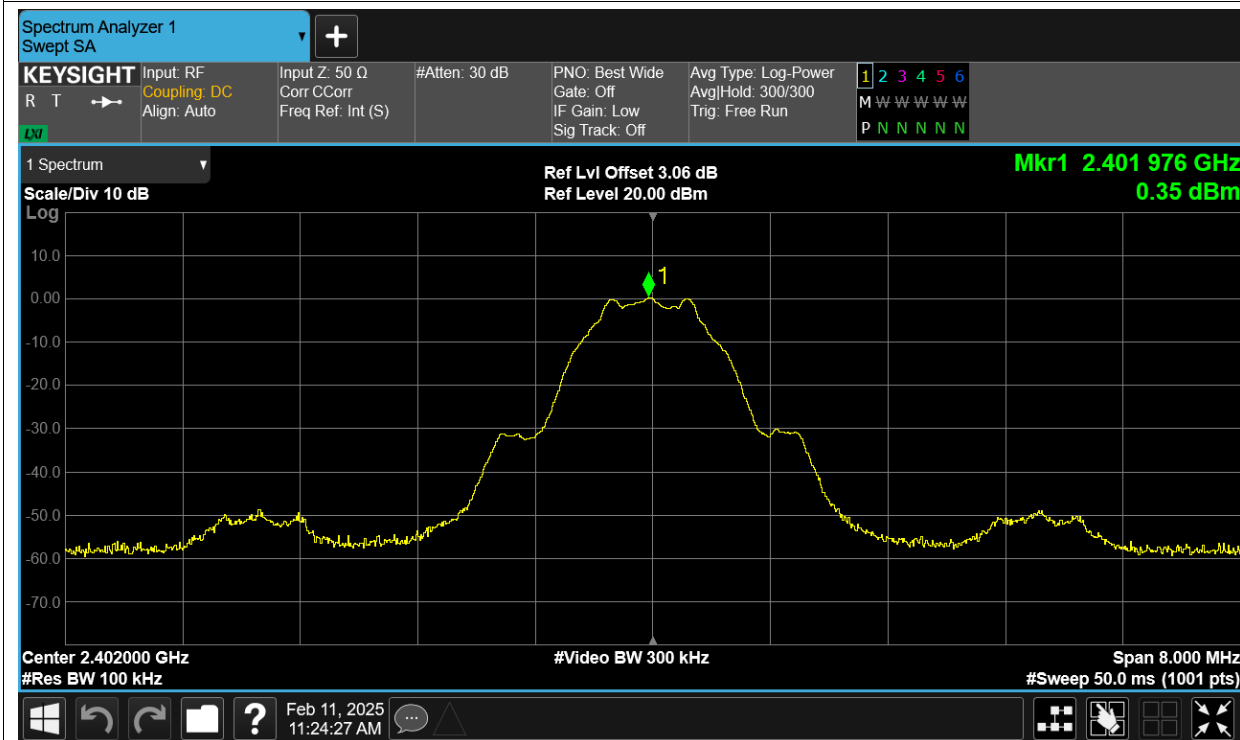 Spectrum Analyzer 1
Swept SA
+
KEYSIGHT
R T
LXI
Input: RF
Coupling: DC
Align: Auto
Input Z: 50 Ω
Corr CCorr
Freq Ref: Int (S)
#Atten: 30 dB
PNO: Best Wide
Gate: Off
IF Gain: Low
Sig Track: Off
Avg Type: Log-Power
Avg|Hold: 300/300
Trig: Free Run
1 2 3 4 5 6
M W W W W W
P N N N N N
1 Spectrum
Scale/Div 10 dB
Log
Ref Lvl Offset 3.06 dB
Ref Level 20.00 dBm
Mkr1 2.401 976 GHz
0.35 dBm
1
10.0
0.00
-10.0
-20.0
-30.0
-40.0
-50.0
-60.0
-70.0
Center 2.402000 GHz
#Video BW 300 kHz
Span 8.000 MHz
#Res BW 100 kHz
#Sweep 50.0 ms (1001 pts)
?
Feb 11, 2025
11:24:27 AM